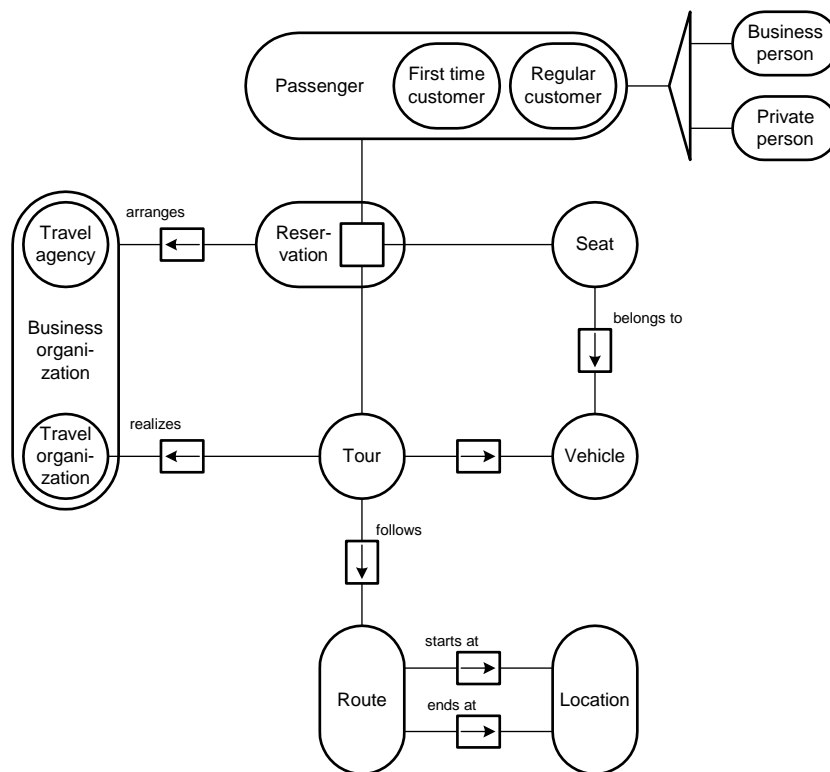 Business
person
First time
customer
Regular
customer
Passenger
Private
person
arranges
Travel
agency
Reser-
vation
Seat
belongs to
Business
organi-
zation
realizes
Travel
organi-
zation
Tour
Vehicle
follows
starts at
Route
Location
ends at